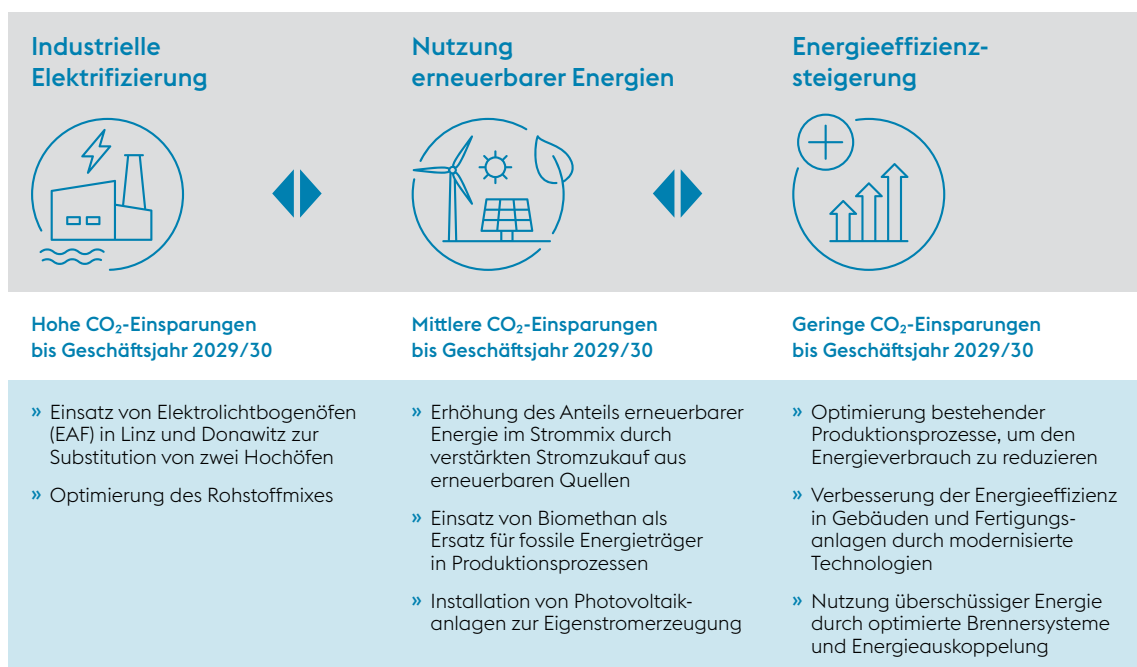 Industrielle
Elektrifizierung
Nutzung
erneuerbarer Energien
Energieeffizienz-
steigerung
Hohe CO₂-Einsparungen
bis Geschäftsjahr 2029/30
Mittlere CO₂-Einsparungen
bis Geschäftsjahr 2029/30
Geringe CO₂-Einsparungen
bis Geschäftsjahr 2029/30
» Einsatz von Elektrolichtbogenöfen
(EAF) in Linz und Donawitz zur
Substitution von zwei Hochöfen
» Optimierung des Rohstoffmixes
» Erhöhung des Anteils erneuerbarer
Energie im Strommix durch
verstärkten Stromzukauf aus
erneuerbaren Quellen
» Einsatz von Biomethan als
Ersatz für fossile Energieträger
in Produktionsprozessen
» Installation von Photovoltaik-
anlagen zur Eigenstromerzeugung
» Optimierung bestehender
Produktionsprozesse, um den
Energieverbrauch zu reduzieren
» Verbesserung der Energieeffizienz
in Gebäuden und Fertigungs-
anlagen durch modernisierte
Technologien
» Nutzung überschüssiger Energie
durch optimierte Brennersysteme
und Energieauskoppelung